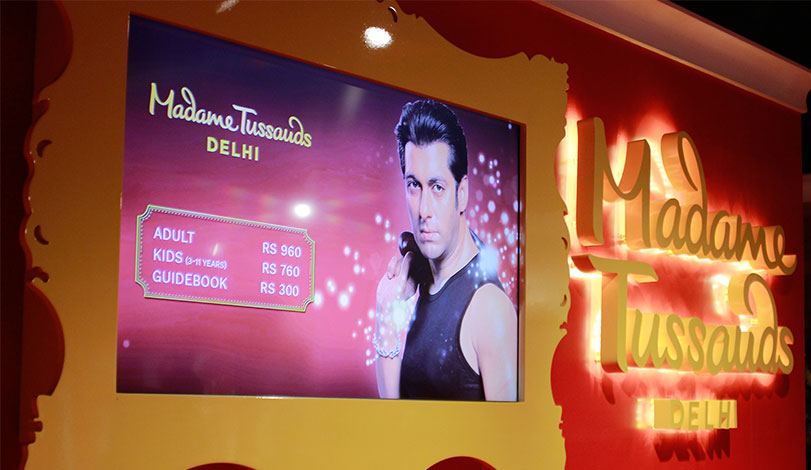 Madame Tussauds
DELHI
ADULT RS 960
KIDS (3-11 YEARS) RS 760
GUIDEBOOK RS 300
Madame
Tussauds
DELHI